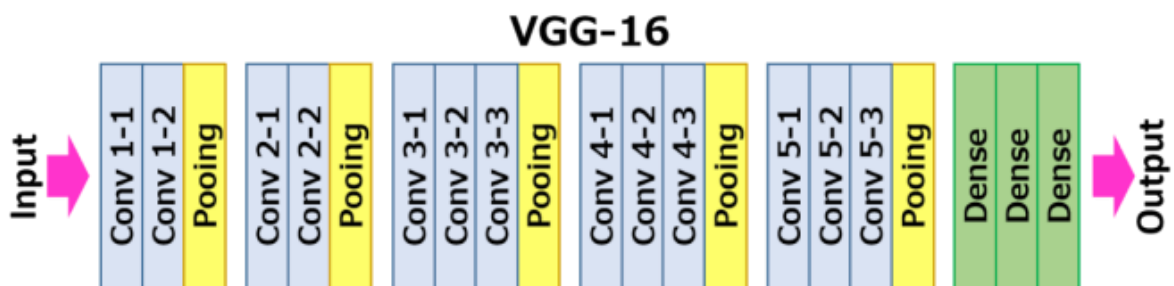 VGG-16
Input
Conv 1-1
Conv 1-2
Pooing
Conv 2-1
Conv 2-2
Pooing
Conv 3-1
Conv 3-2
Conv 3-3
Pooing
Conv 4-1
Conv 4-2
Conv 4-3
Pooing
Conv 5-1
Conv 5-2
Conv 5-3
Pooing
Dense
Dense
Dense
Output